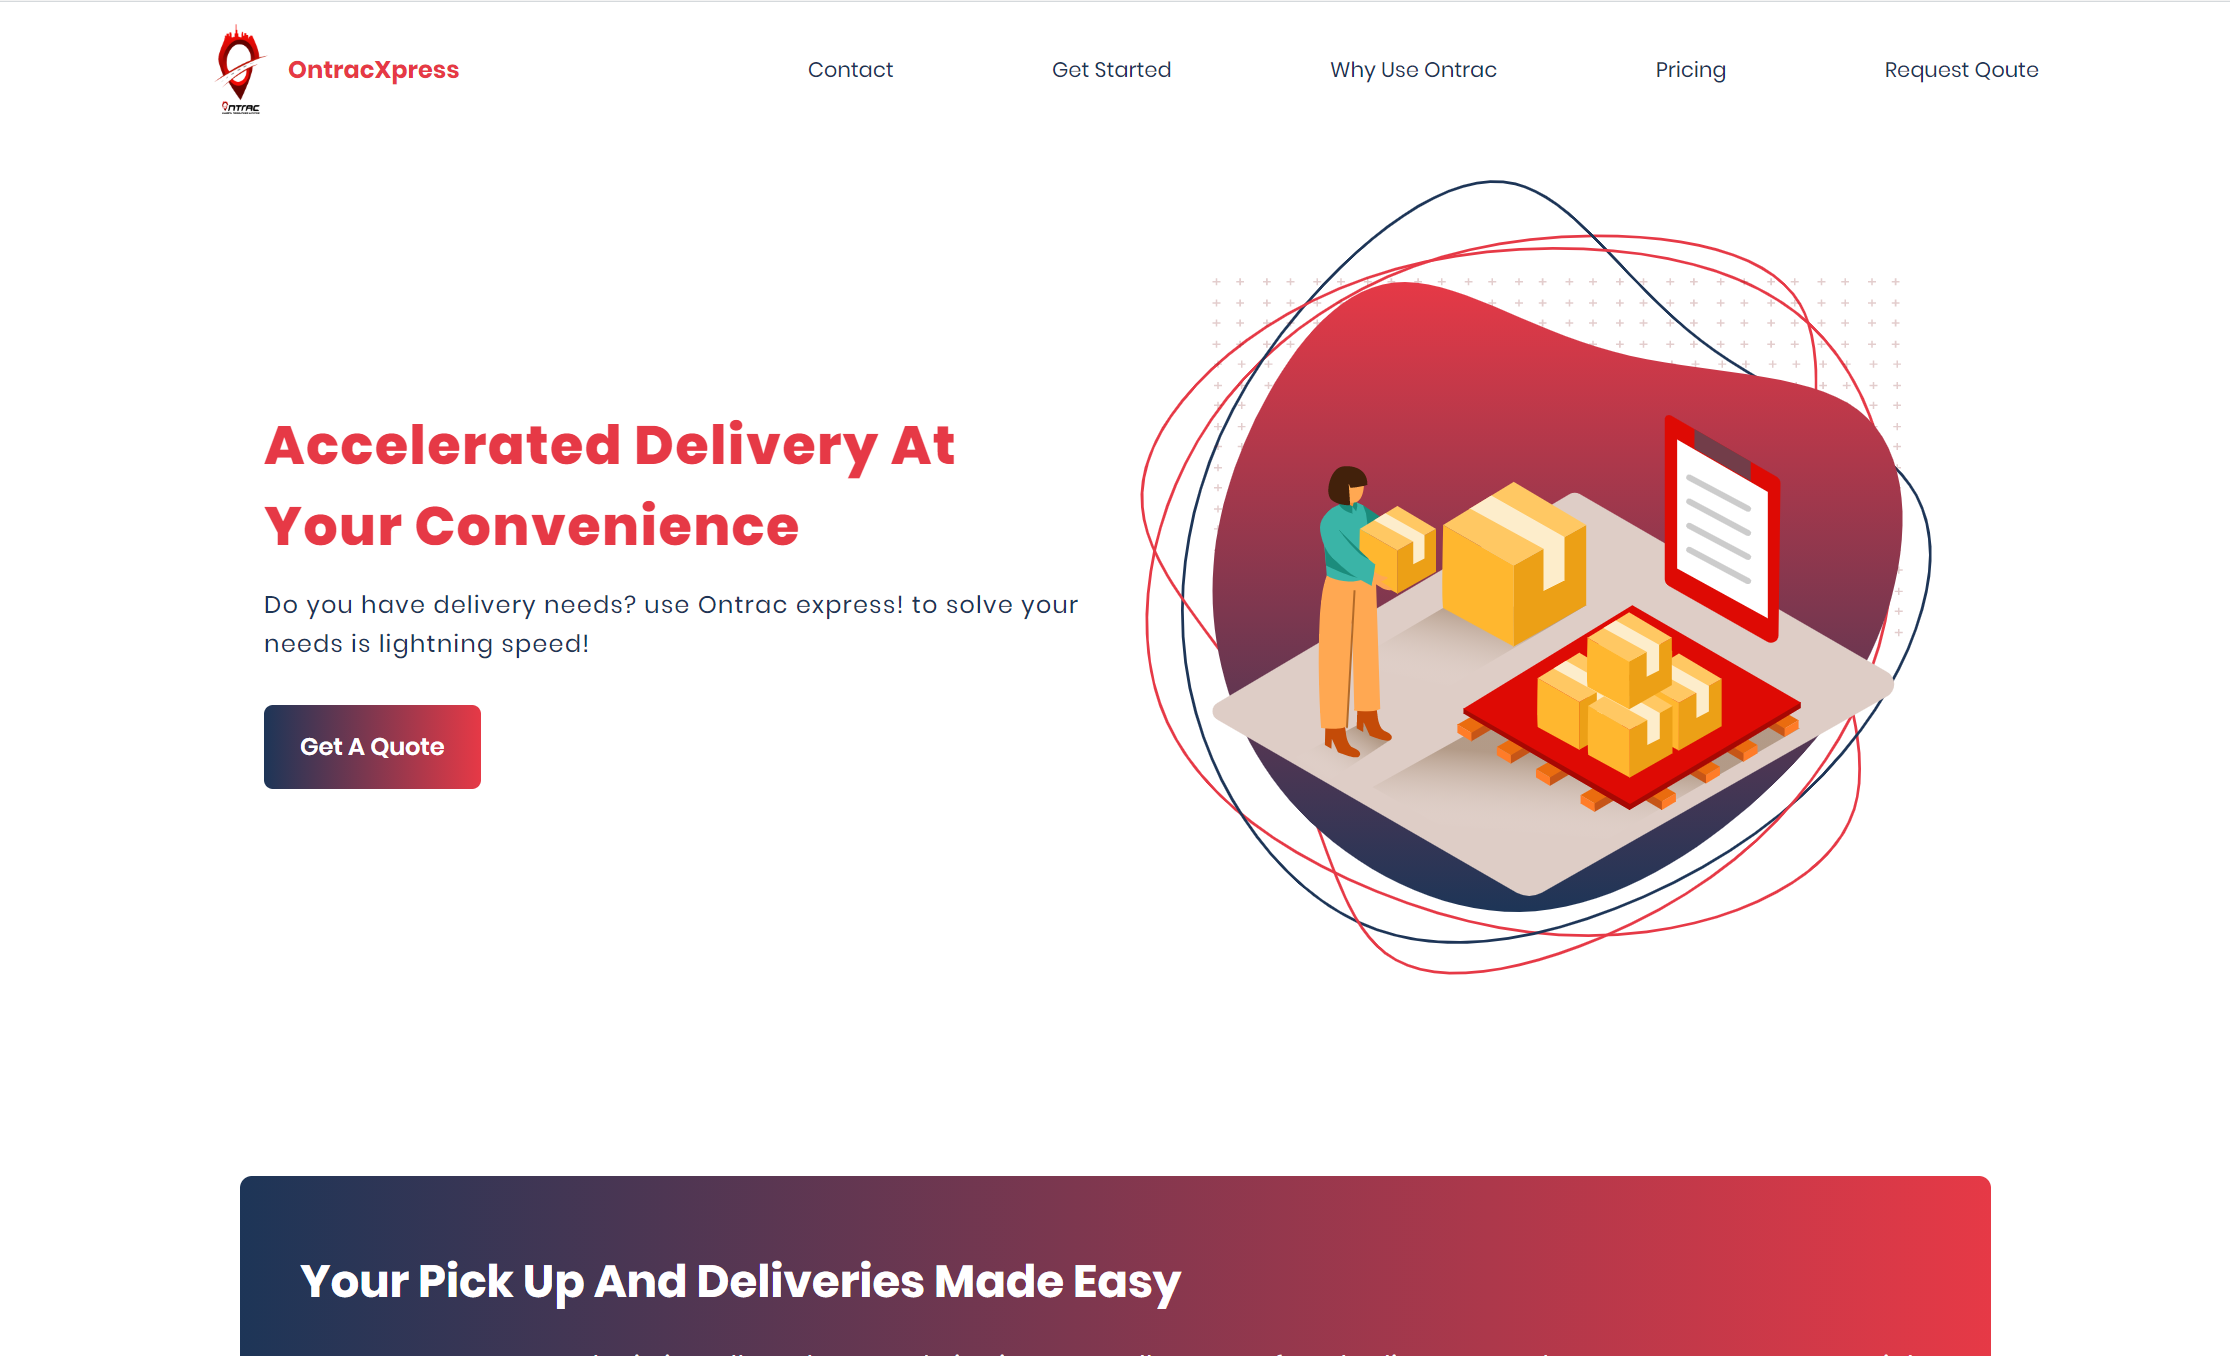 OntracXpress
Contact
Get Started
Why Use Ontrac
Pricing
Request Qoute
ONTRAC
Accelerated Delivery At
Your Convenience
Do you have delivery needs? use Ontrac express! to solve your
needs is lightning speed!
Get A Quote
Your Pick Up And Deliveries Made Easy